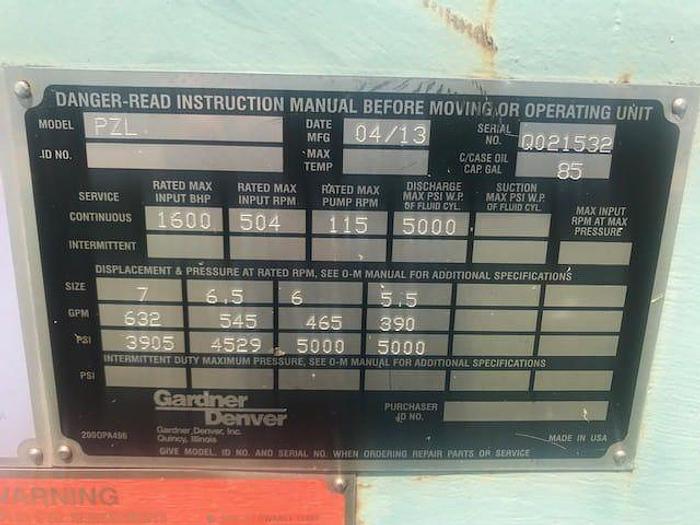 DANGER-READ INSTRUCTION MANUAL BEFORE MOVING OR OPERATING UNIT
MODEL PZL DATE MFG 04/13 SERIAL NO. Q021532
ID NO. MAX TEMP C/CASE OIL CAP. GAL 85
SERVICE RATED MAX INPUT BHP RATED MAX INPUT RPM RATED MAX PUMP RPM DISCHARGE MAX PSI W.P. OF FLUID CYL. SUCTION MAX PSI W.P. OF FLUID CYL. MAX INPUT RPM AT MAX PRESSURE
CONTINUOUS 1600 504 115 5000
INTERMITTENT
DISPLACEMENT & PRESSURE AT RATED RPM, SEE O-M MANUAL FOR ADDITIONAL SPECIFICATIONS
SIZE 7 6.5 6 5.5
GPM 632 545 465 390
PSI 3905 4529 5000 5000
INTERMITTENT DUTY MAXIMUM PRESSURE, SEE O-M MANUAL FOR ADDITIONAL SPECIFICATIONS
PSI
Gardner
Denver
PURCHASER ID NO.
Gardner Denver, Inc.
200OPA496 Quincy, Illinois MADE IN USA
GIVE MODEL, ID NO. AND SERIAL NO. WHEN ORDERING REPAIR PARTS OR SERVICE
WARNING